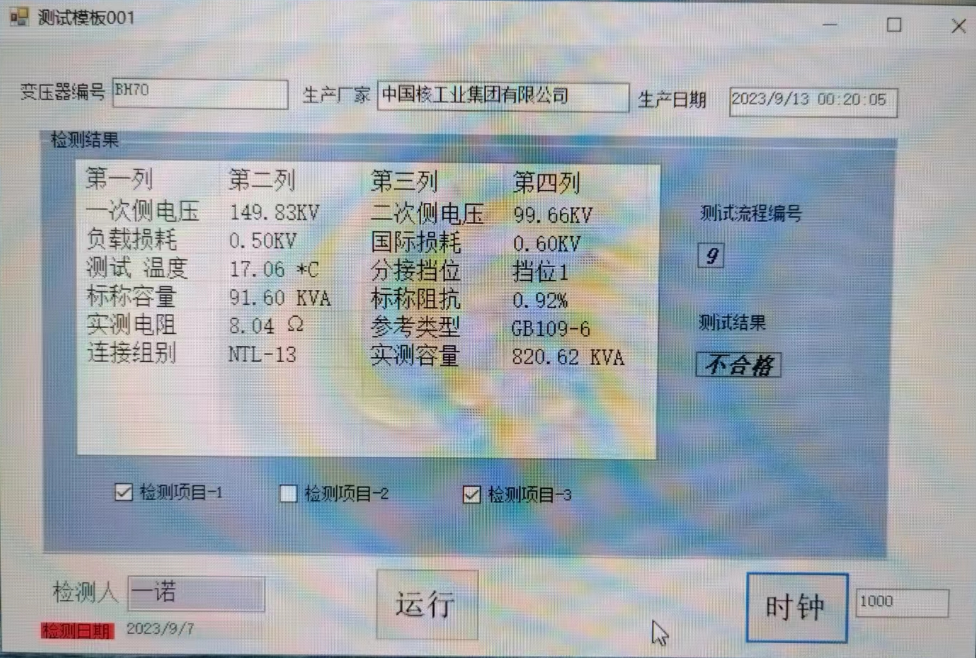 测试模板001
变压器编号 BH70 生产厂家 中国核工业集团有限公司 生产日期 2023/9/13 00:20:05
检测结果
第一列 第二列 第三列 第四列
一次侧电压 149.83KV 二次侧电压 99.66KV
负载损耗 0.50KV 国际损耗 0.60KV
测试 温度 17.06 *C 分接挡位 挡位1
标称容量 91.60 KVA 标称阻抗 0.92%
实测电阻 8.04 Ω 参考类型 GB109-6
连接组别 NTL-13 实测容量 820.62 KVA
测试流程编号
9
测试结果
不合格
检测项目-1 检测项目-2 检测项目-3
检测人 一诺 运行 时钟 1000
检测日期 2023/9/7